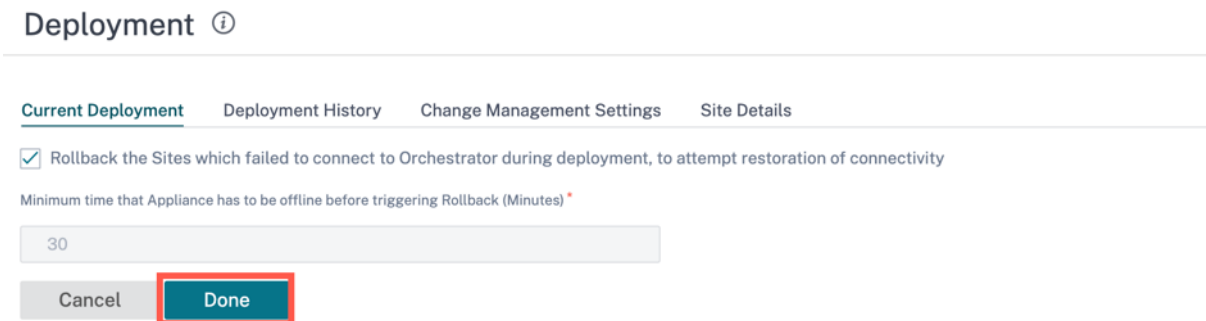 Deployment
Current Deployment Deployment History Change Management Settings Site Details
Rollback the Sites which failed to connect to Orchestrator during deployment, to attempt restoration of connectivity
Minimum time that Appliance has to be offline before triggering Rollback (Minutes) *
30
Cancel Done